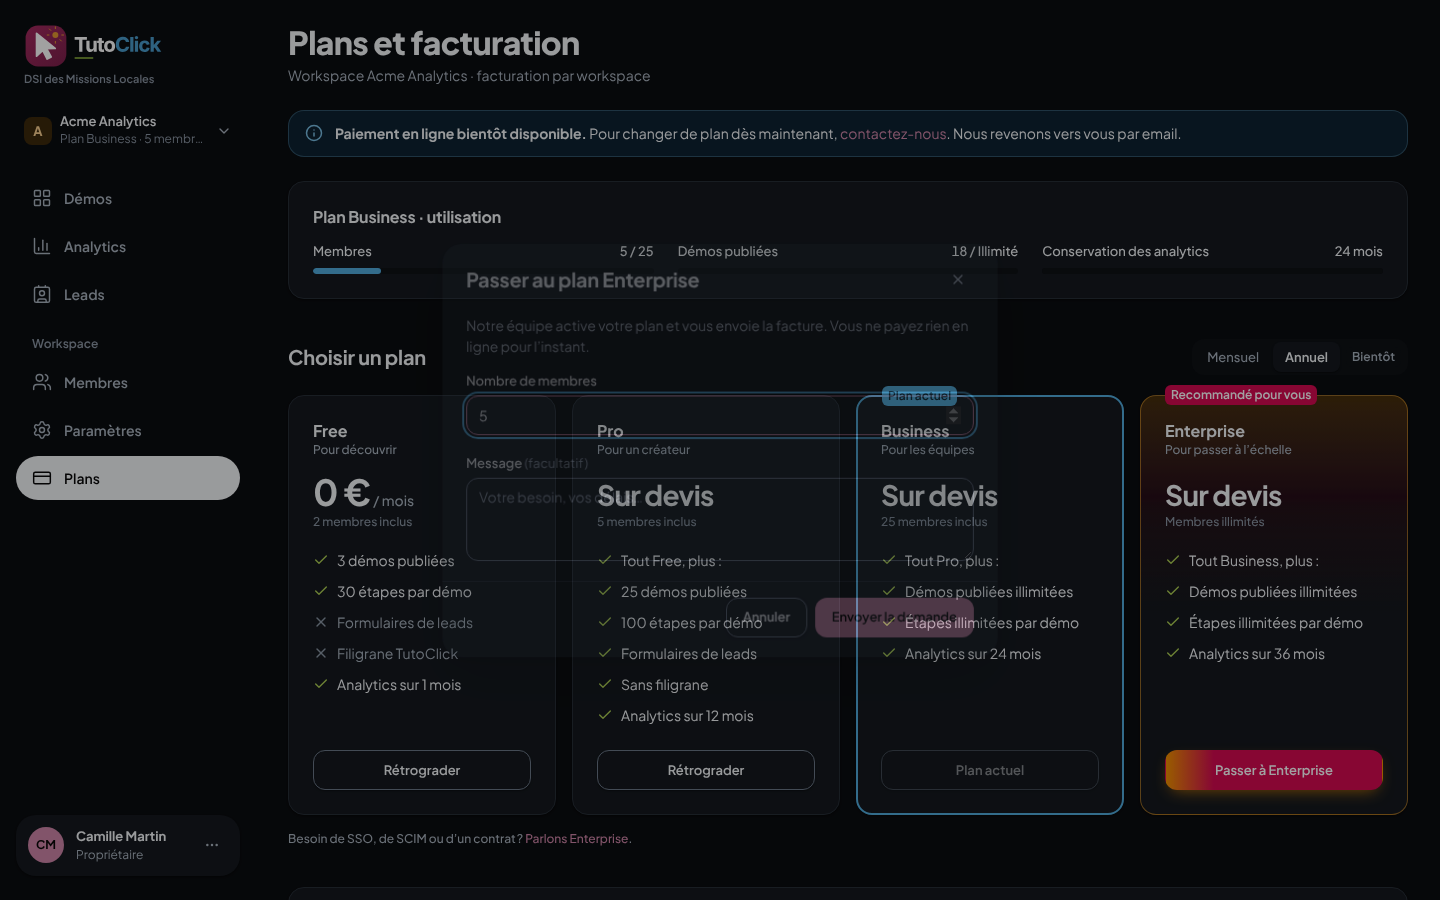 TutoClick
DSI des Missions Locales
A
Acme Analytics
Plan Business · 5 membr...
Démos
Analytics
Leads
Workspace
Membres
Paramètres
Plans
CM
Camille Martin
Propriétaire
Plans et facturation
Workspace Acme Analytics · facturation par workspace
Paiement en ligne bientôt disponible. Pour changer de plan dès maintenant, contactez-nous. Nous revenons vers vous par email.
Plan Business · utilisation
Membres 5 / 25
Démos publiées 18 / Illimité
Conservation des analytics 24 mois
Passer au plan Enterprise
Notre équipe active votre plan et vous envoie la facture. Vous ne payez rien en
ligne pour l'instant.
Nombre de membres
5
Message (facultatif)
Votre besoin, vos
Annuler
Envoyer la demande
Choisir un plan
Mensuel
Annuel
Bientôt
Free
Pour découvrir
0 € / mois
2 membres inclus
3 démos publiées
30 étapes par démo
Formulaires de leads
Filigrane TutoClick
Analytics sur 1 mois
Rétrograder
Pro
Pour un créateur
Sur devis
5 membres inclus
Tout Free, plus :
25 démos publiées
100 étapes par démo
Formulaires de leads
Sans filigrane
Analytics sur 12 mois
Rétrograder
Plan actuel
Business
Pour les équipes
Sur devis
25 membres inclus
Tout Pro, plus :
Démos publiées illimitées
Étapes illimitées par démo
Analytics sur 24 mois
Plan actuel
Recommandé pour vous
Enterprise
Pour passer à l'échelle
Sur devis
Membres illimités
Tout Business, plus :
Démos publiées illimitées
Étapes illimitées par démo
Analytics sur 36 mois
Passer à Enterprise
Besoin de SSO, de SCIM ou d'un contrat ? Parlons Enterprise.